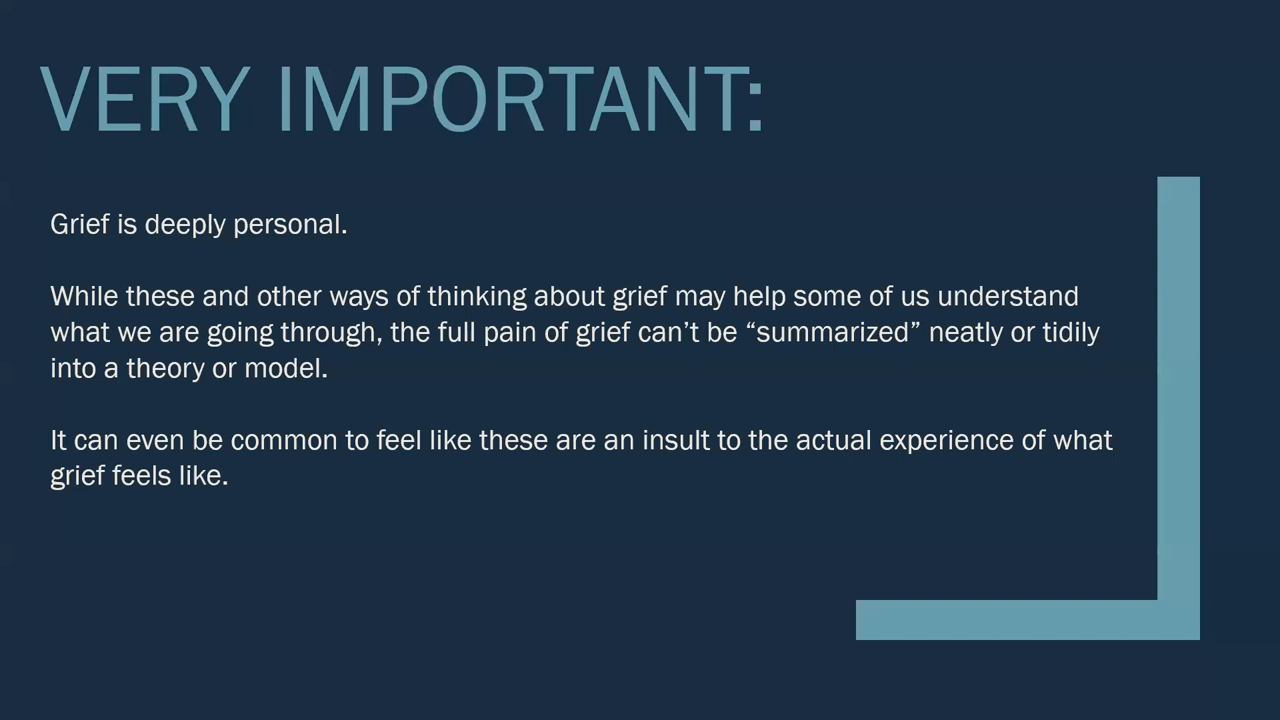 VERY IMPORTANT:
Grief is deeply personal.
While these and other ways of thinking about grief may help some of us understand
what we are going through, the full pain of grief can’t be “summarized” neatly or tidily
into a theory or model.
It can even be common to feel like these are an insult to the actual experience of what
grief feels like.